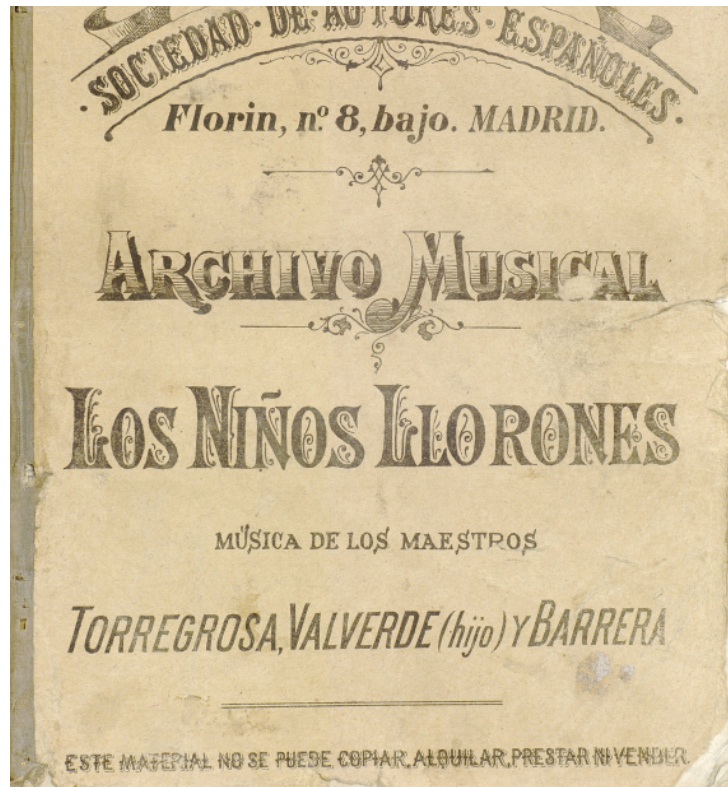 SOCIEDAD · DE · AUTORES · ESPAÑOLES.
Florin, n.º 8, bajo. MADRID.
ARCHIVO MUSICAL
LOS NIÑOS LLORONES
MÚSICA DE LOS MAESTROS
TORREGROSA, VALVERDE (hijo) Y BARRERA
ESTE MATERIAL NO SE PUEDE COPIAR, ALQUILAR, PRESTAR NI VENDER.